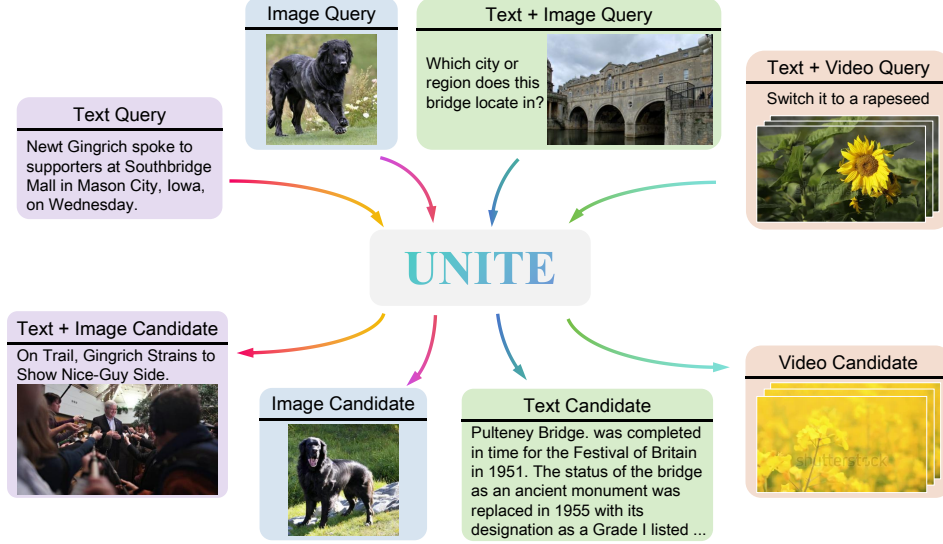 Image Query
Text + Image Query
Which city or
region does this
bridge locate in?
Text + Video Query
Switch it to a rapeseed
Text Query
Newt Gingrich spoke to
supporters at Southbridge
Mall in Mason City, Iowa,
on Wednesday.
UNITE
Text + Image Candidate
On Trail, Gingrich Strains to
Show Nice-Guy Side.
Image Candidate
Text Candidate
Pulteney Bridge. was completed
in time for the Festival of Britain
in 1951. The status of the bridge
as an ancient monument was
replaced in 1955 with its
designation as a Grade I listed ...
Video Candidate
shutterstock